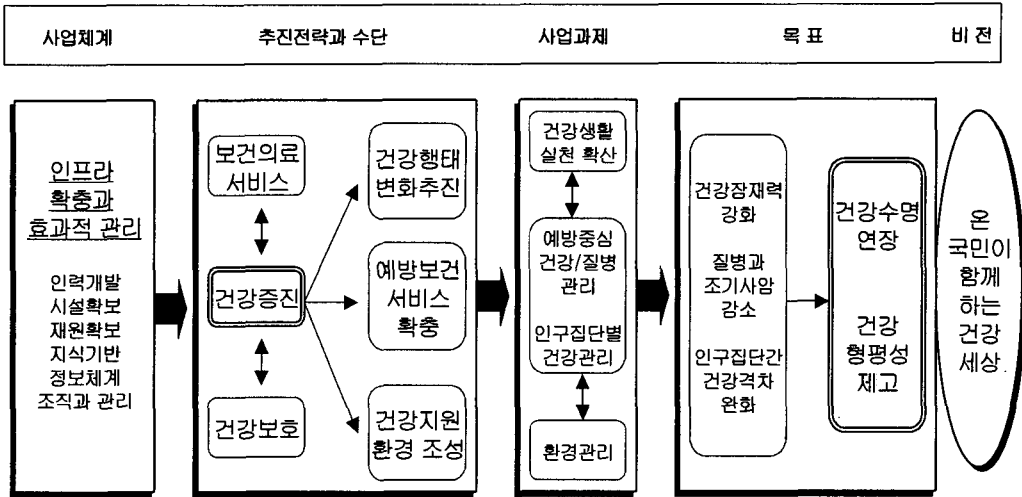 사업체계 추진전략과 수단 사업과제 목 표 비 전
인프라
확충과
효과적 관리
인력개발
시설확보
재원확보
지식기반
정보체계
조직과 관리
보건의료
서비스
건강증진
건강보호
건강행태
변화추진
예방보건
서비스
확충
건강지원
환경 조성
건강생활
실천 확산
예방중심
건강/질병
관리
인구집단별
건강관리
환경관리
건강잠재력
강화
질병과
조기사암
감소
인구집단간
건강격차
완화
건강수명
연장
건강
형평성
제고
온
국민이
함께
하는
건강
세상